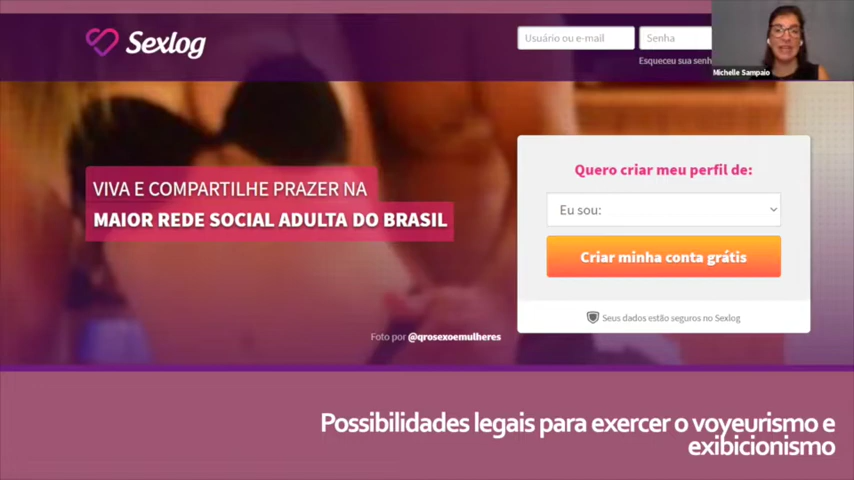 Sexlog
Usuário ou e-mail
Senha
Esqueceu sua senh
Michelle Sampaio
VIVA E COMPARTILHE PRAZER NA
MAIOR REDE SOCIAL ADULTA DO BRASIL
Quero criar meu perfil de:
Eu sou:
Criar minha conta grátis
Seus dados estão seguros no Sexlog
Foto por @qrosexoemulheres
Possibilidades legais para exercer o voyeurismo e
exibicionismo